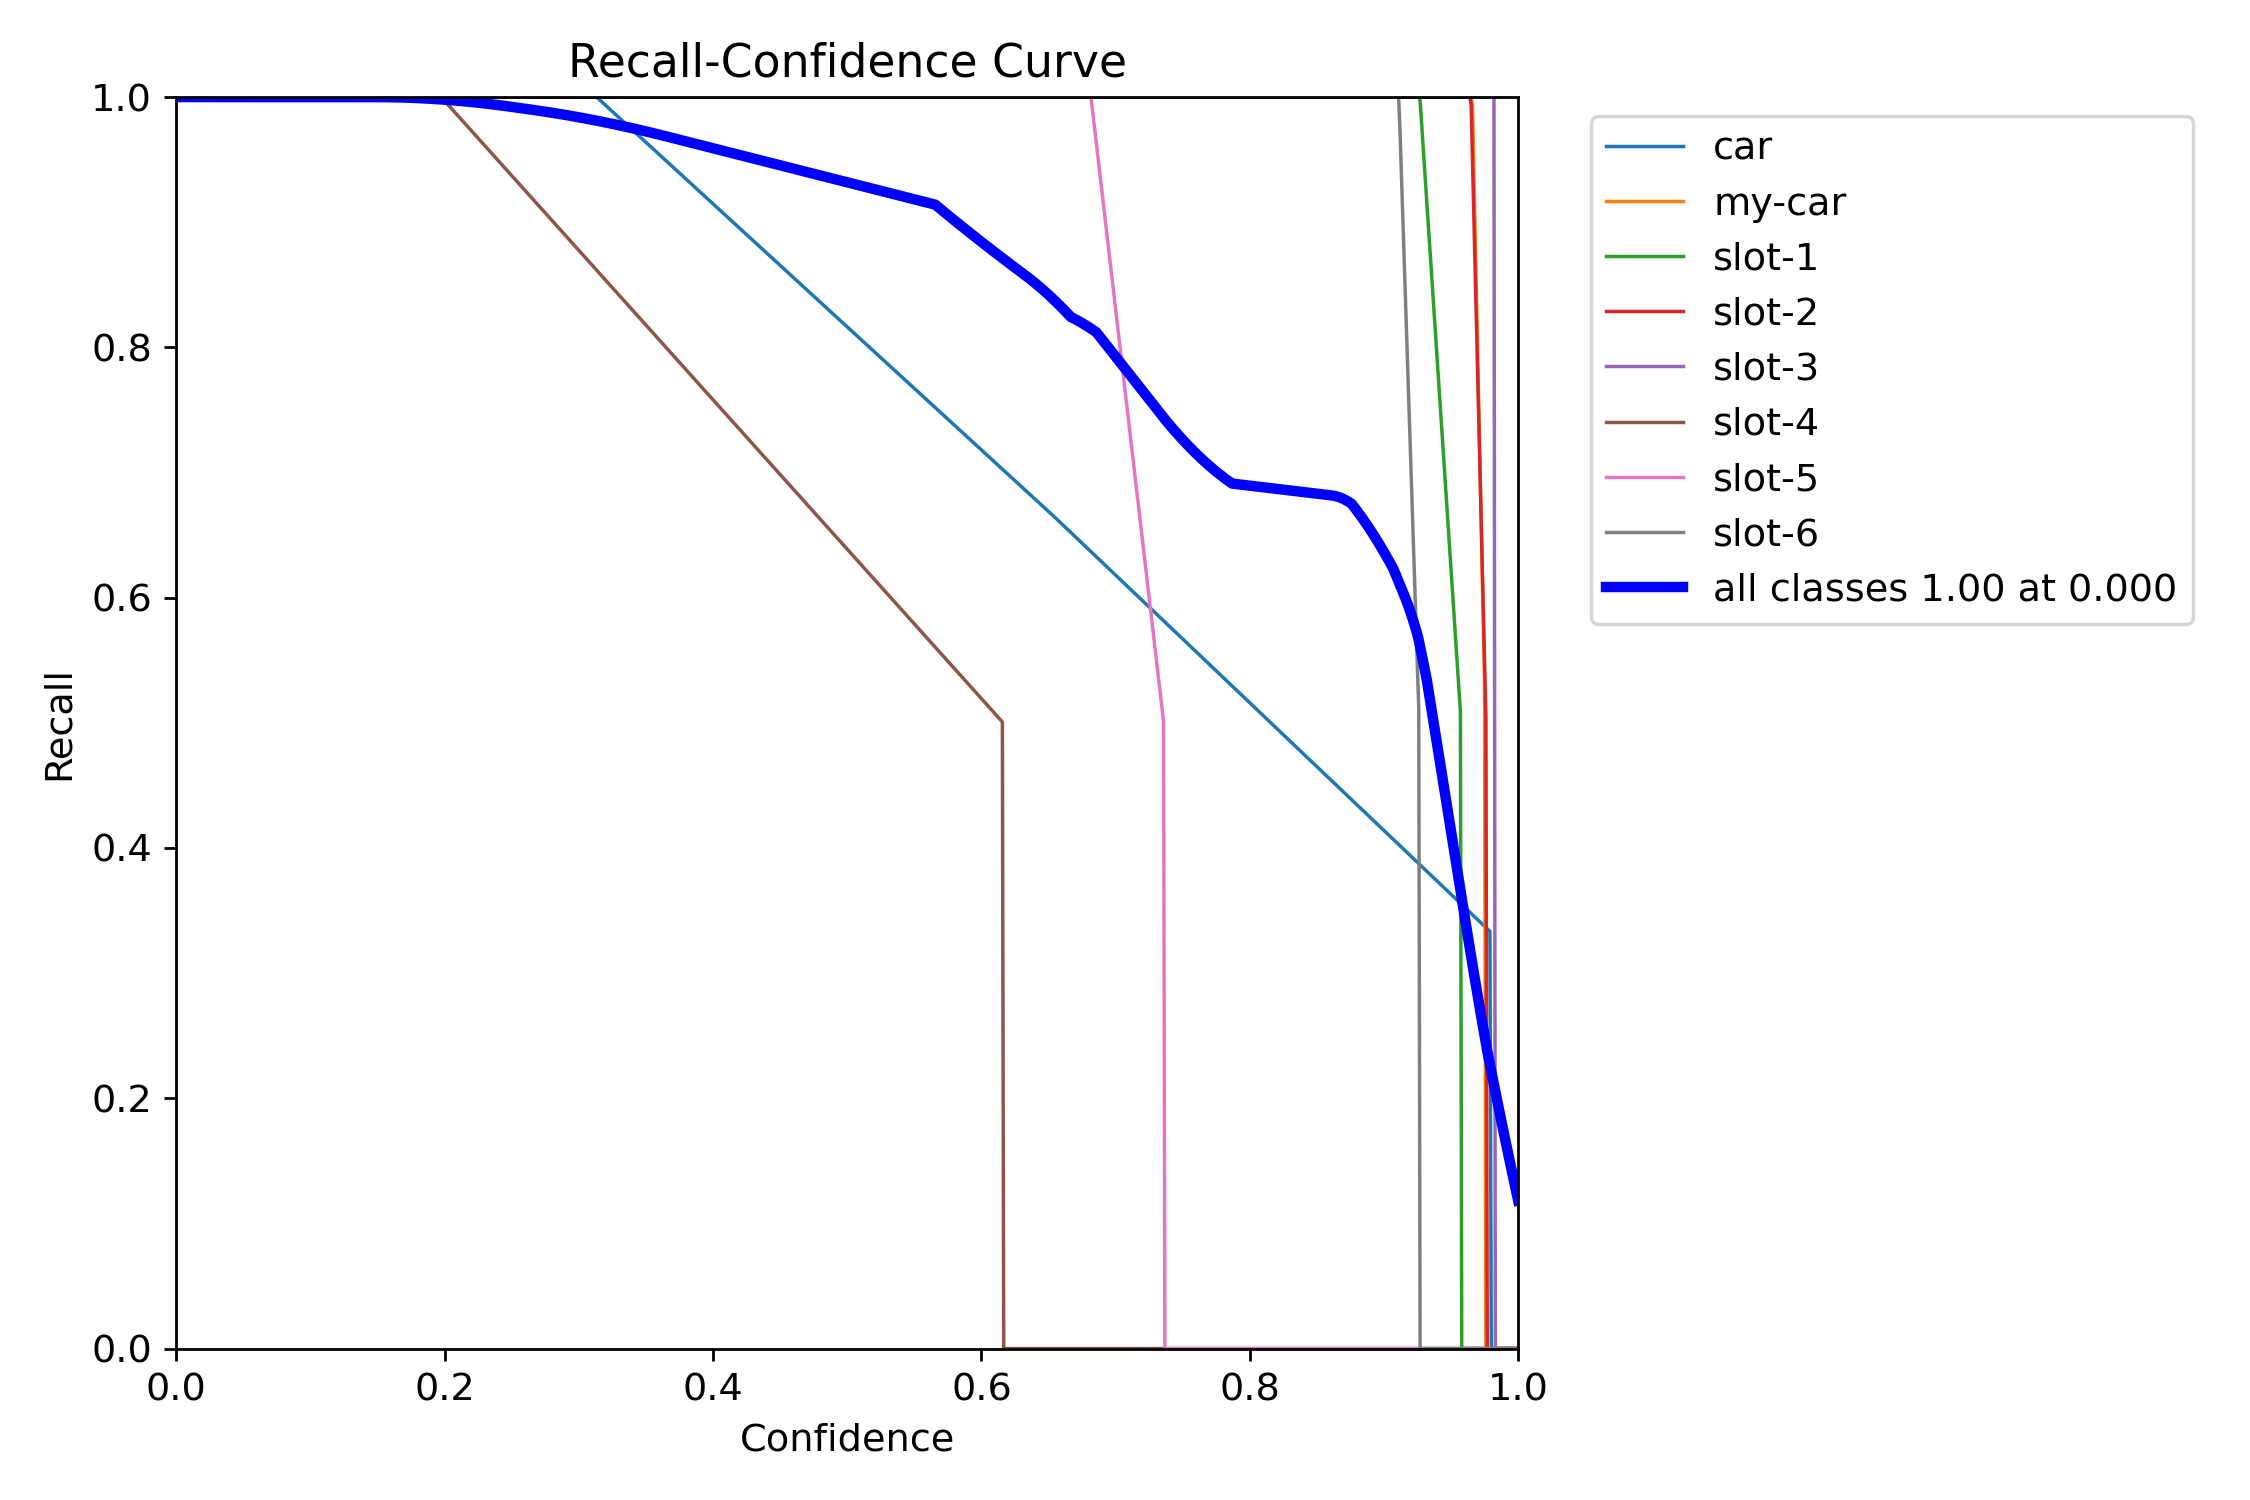 Recall-Confidence Curve
1.0
0.8
0.6
0.4
0.2
0.0
Recall
0.0 0.2 0.4 0.6 0.8 1.0
Confidence
car
my-car
slot-1
slot-2
slot-3
slot-4
slot-5
slot-6
all classes 1.00 at 0.000